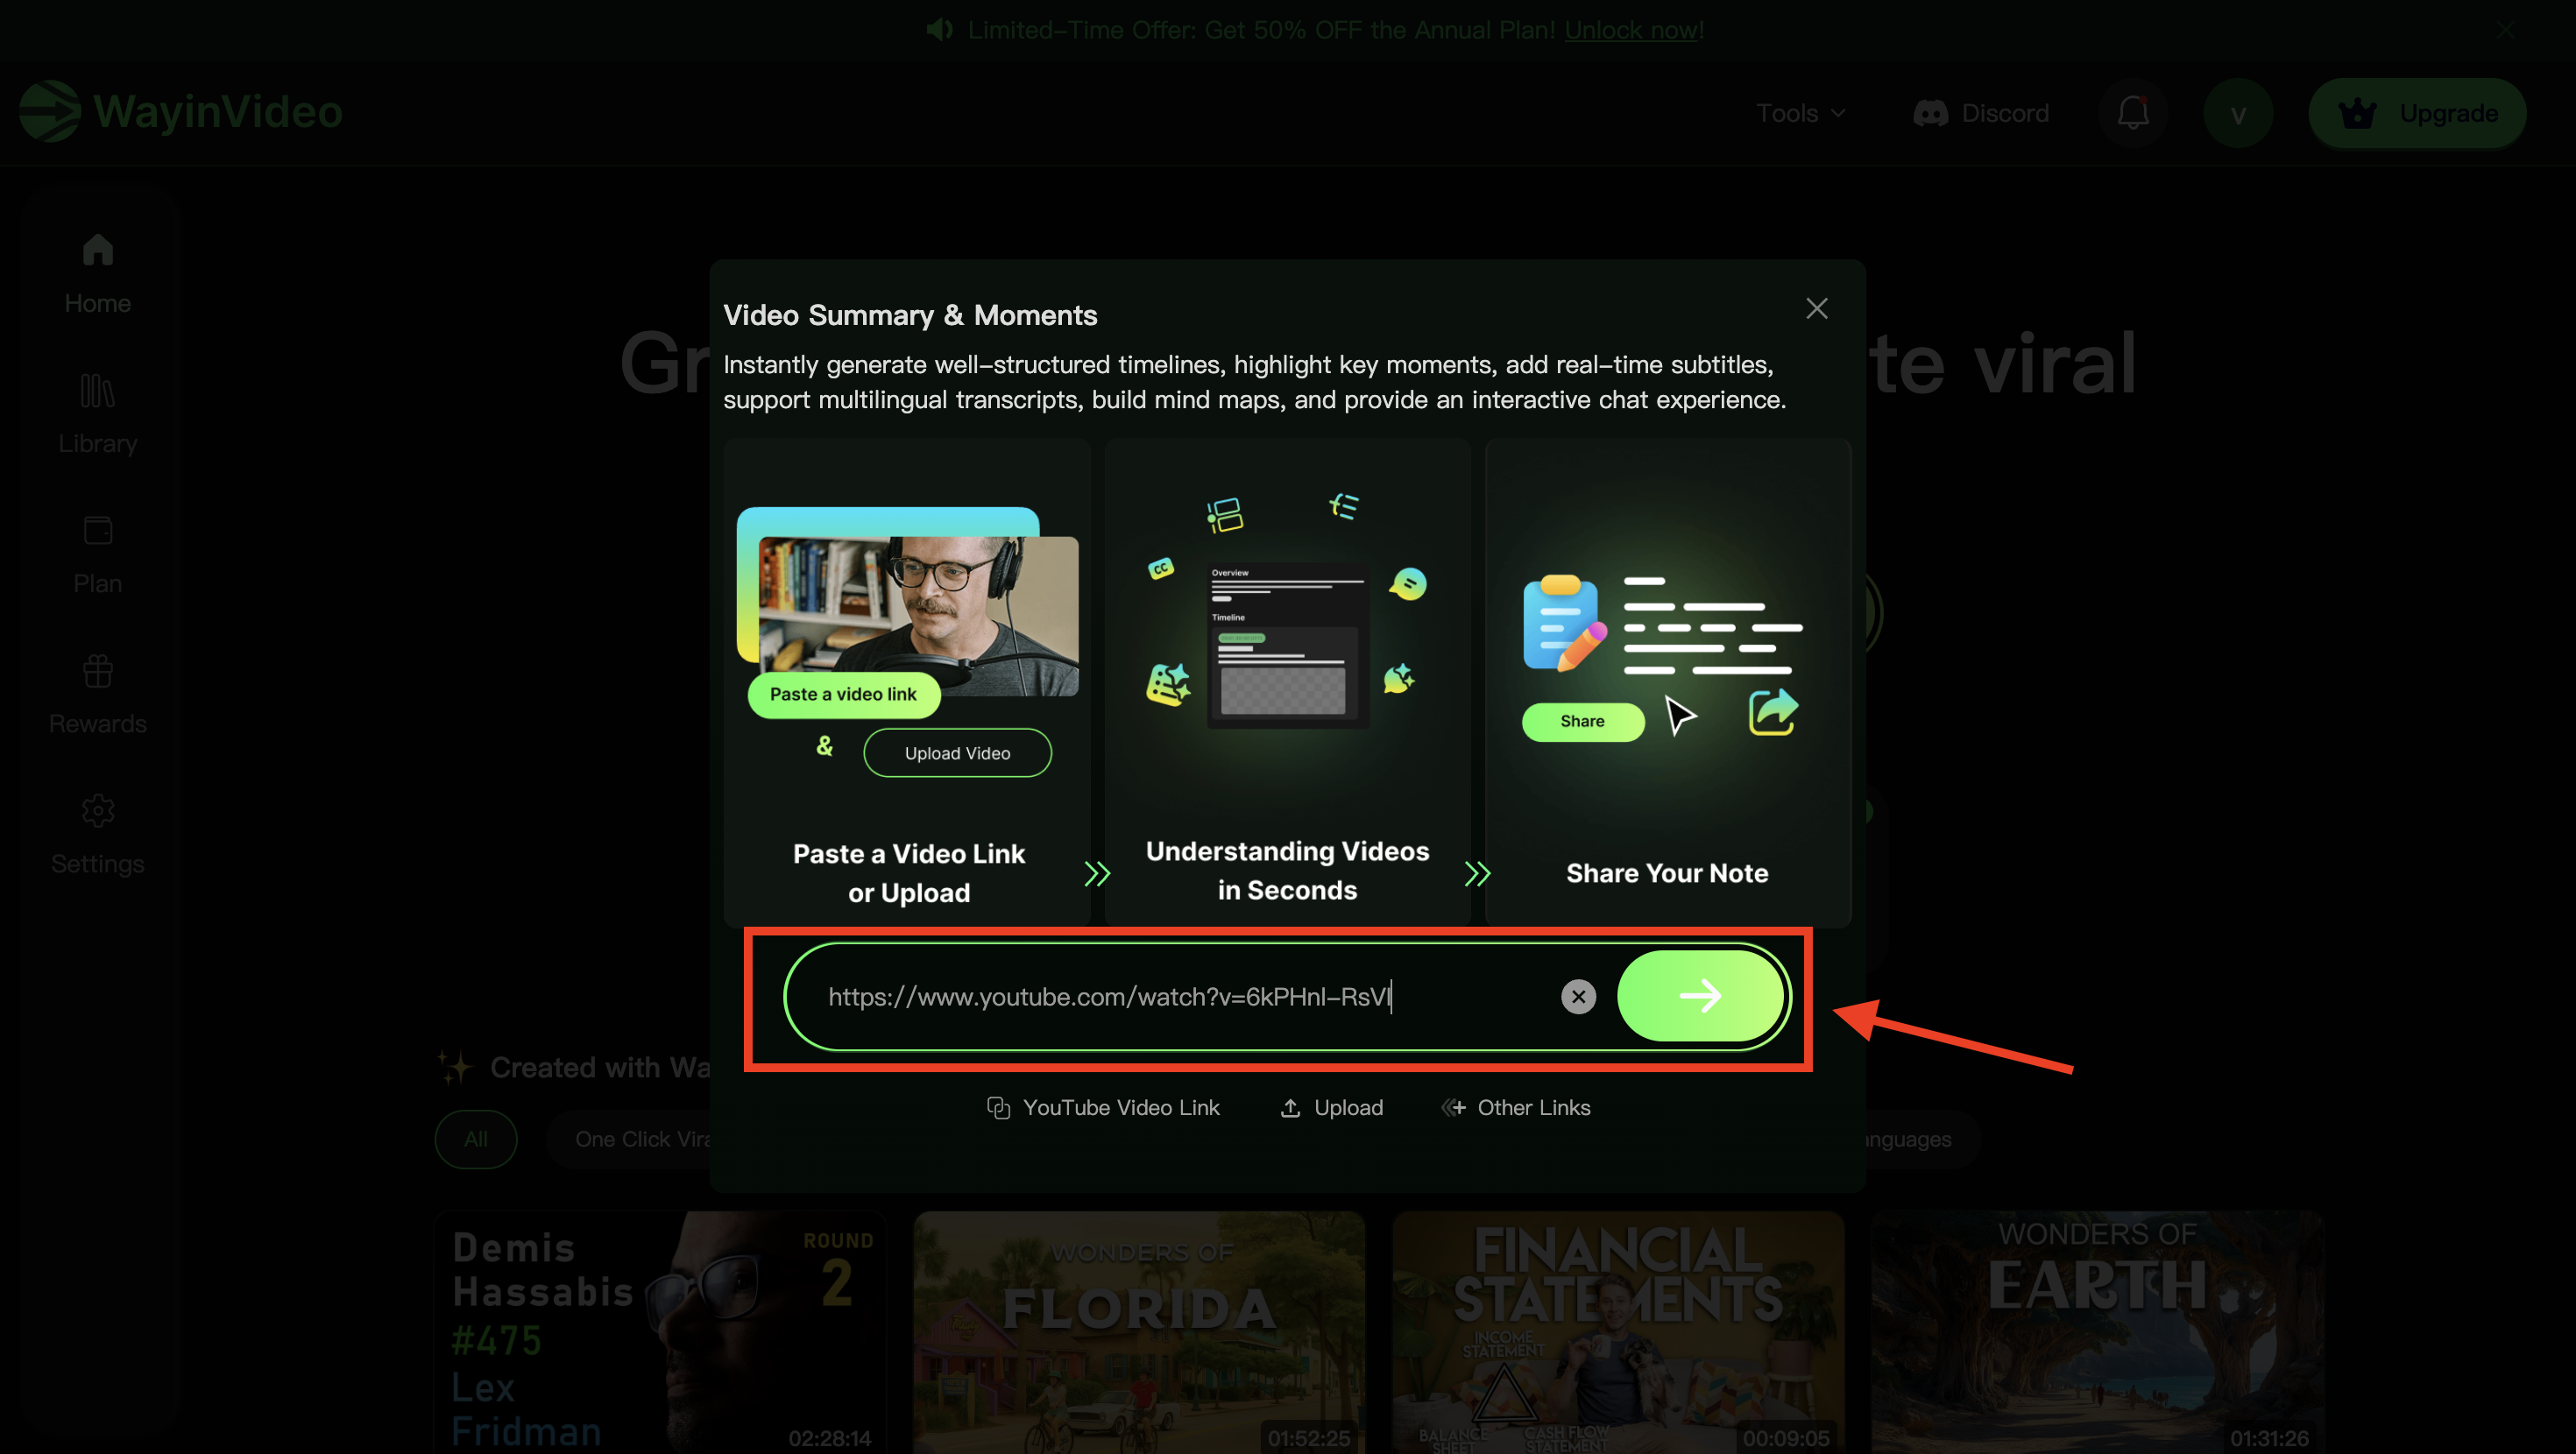 Limited-Time Offer: Get 50% OFF the Annual Plan! Unlock now!
WayinVideo
Tools
Discord
v
Upgrade
Home
Library
Plan
Rewards
Settings
Gr
te viral
Video Summary & Moments
Instantly generate well-structured timelines, highlight key moments, add real-time subtitles,
support multilingual transcripts, build mind maps, and provide an interactive chat experience.
Paste a video link
&
Upload Video
Paste a Video Link
or Upload
CC
Overview
Timeline
Understanding Videos
in Seconds
Share
Share Your Note
https://www.youtube.com/watch?v=6kPHnl-RsVI
YouTube Video Link
Upload
Other Links
Created with Wa
All
One Click Vira
anguages
Demis
Hassabis
#475
Lex
Fridman
ROUND
2
02:28:14
WONDERS OF
FLORIDA
01:52:25
FINANCIAL
STATEMENTS
INCOME
STATEMENT
BALANCE
SHEET
CASH FLOW
STATEMENT
00:09:05
WONDERS OF
EARTH
01:31:26